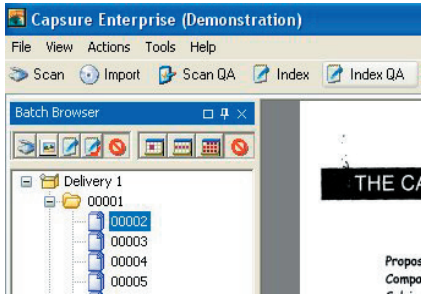 Capsure Enterprise (Demonstration)
File View Actions Tools Help
Scan Import Scan QA Index Index QA
Batch Browser
Delivery 1
00001
00002
00003
00004
00005
THE CA
Propos
Compo